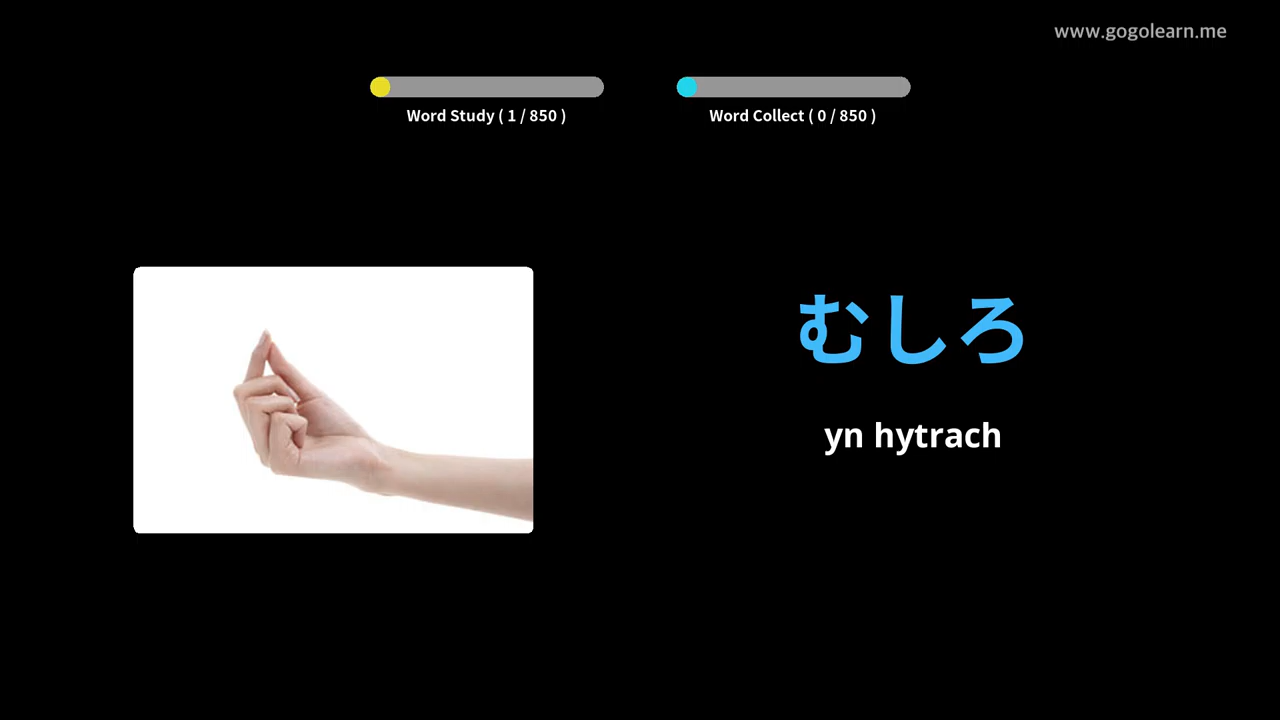 www.gogolearn.me
Word Study ( 1 / 850 )
Word Collect ( 0 / 850 )
むしろ
yn hytrach